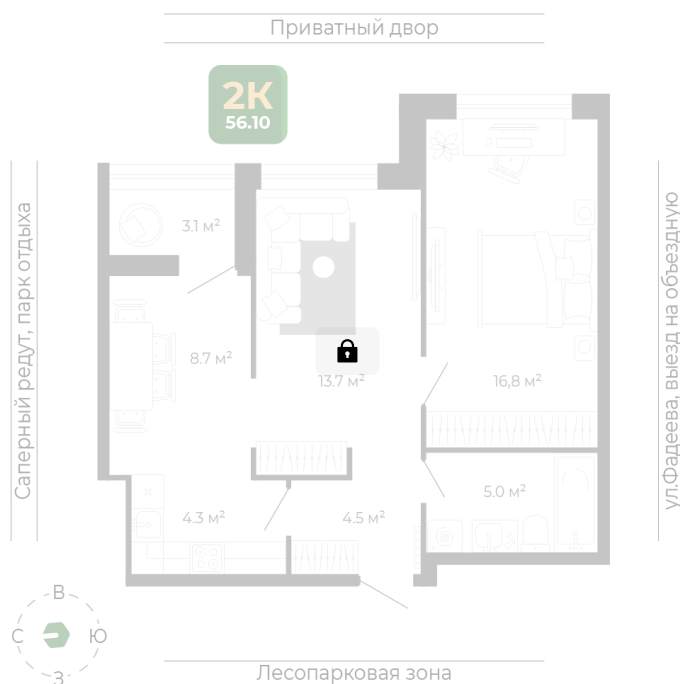 Приватный двор
2К
56.10
Саперный редут, парк отдыха
ул.Фадеева, выезд на объездную
3.1 м²
8.7 м²
13.7 м²
16,8 м²
4.3 м²
4.5 м²
5.0 м²
В
С
Ю
З
Лесопарковая зона